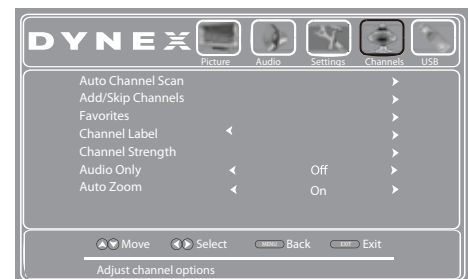 DYNEX
Picture Audio Settings Channels USB
Auto Channel Scan
Add/Skip Channels
Favorites
Channel Label
Channel Strength
Audio Only Off
Auto Zoom On
Move Select MENU Back EXIT Exit
Adjust channel options